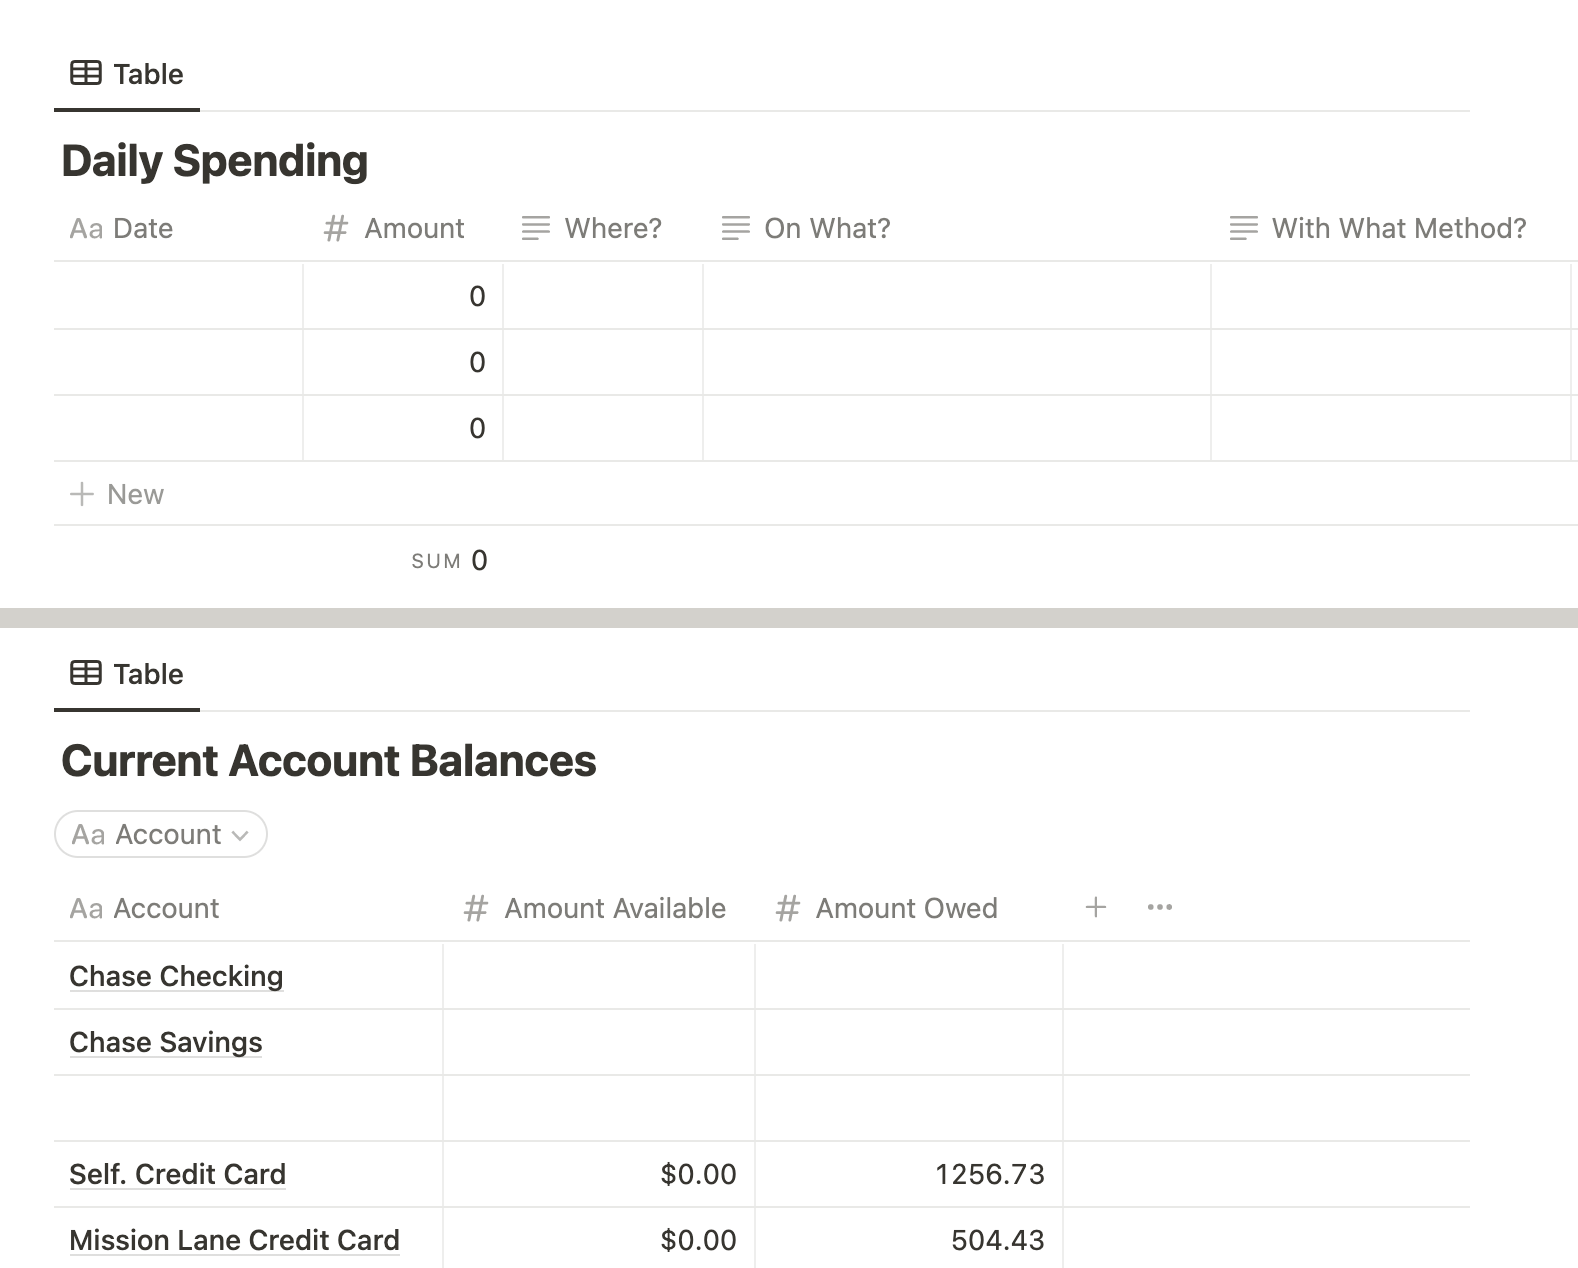 Table
Daily Spending
Aa Date # Amount Where? On What? With What Method?
0
0
0
+ New
SUM 0
Table
Current Account Balances
Aa Account
Aa Account # Amount Available # Amount Owed + •••
Chase Checking
Chase Savings
Self. Credit Card $0.00 1256.73
Mission Lane Credit Card $0.00 504.43